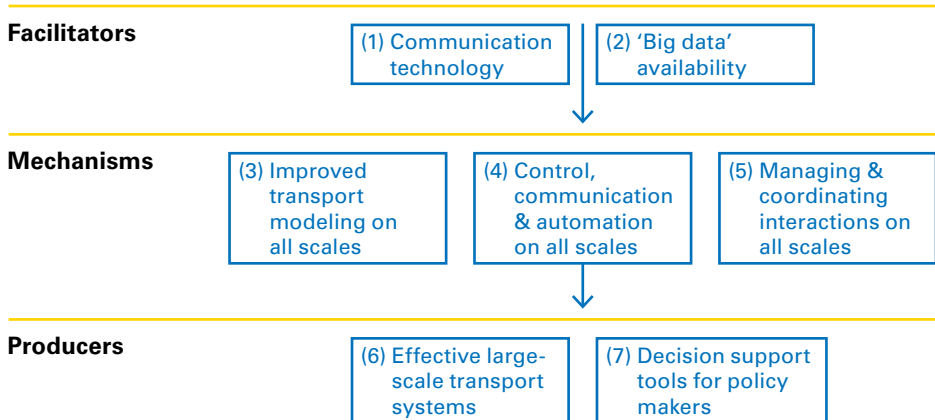 Facilitators
(1) Communication
technology
(2) ‘Big data’
availability
Mechanisms
(3) Improved
transport
modeling on
all scales
(4) Control,
communication
& automation
on all scales
(5) Managing &
coordinating
interactions on
all scales
Producers
(6) Effective large-
scale transport
systems
(7) Decision support
tools for policy
makers